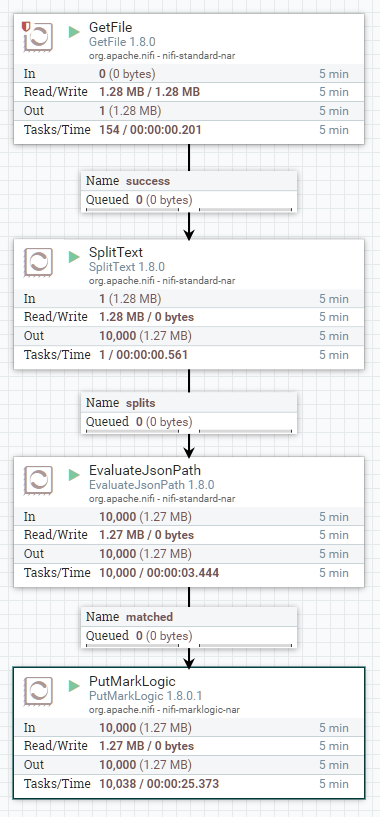 GetFile
GetFile 1.8.0
org.apache.nifi - nifi-standard-nar
In 0 (0 bytes) 5 min
Read/Write 1.28 MB / 1.28 MB 5 min
Out 1 (1.28 MB) 5 min
Tasks/Time 154 / 00:00:00.201 5 min
Name success
Queued 0 (0 bytes)
SplitText
SplitText 1.8.0
org.apache.nifi - nifi-standard-nar
In 1 (1.28 MB) 5 min
Read/Write 1.28 MB / 0 bytes 5 min
Out 10,000 (1.27 MB) 5 min
Tasks/Time 1 / 00:00:00.561 5 min
Name splits
Queued 0 (0 bytes)
EvaluateJsonPath
EvaluateJsonPath 1.8.0
org.apache.nifi - nifi-standard-nar
In 10,000 (1.27 MB) 5 min
Read/Write 1.27 MB / 0 bytes 5 min
Out 10,000 (1.27 MB) 5 min
Tasks/Time 10,000 / 00:00:03.444 5 min
Name matched
Queued 0 (0 bytes)
PutMarkLogic
PutMarkLogic 1.8.0.1
org.apache.nifi - nifi-marklogic-nar
In 10,000 (1.27 MB) 5 min
Read/Write 1.27 MB / 0 bytes 5 min
Out 10,000 (1.27 MB) 5 min
Tasks/Time 10,038 / 00:00:25.373 5 min